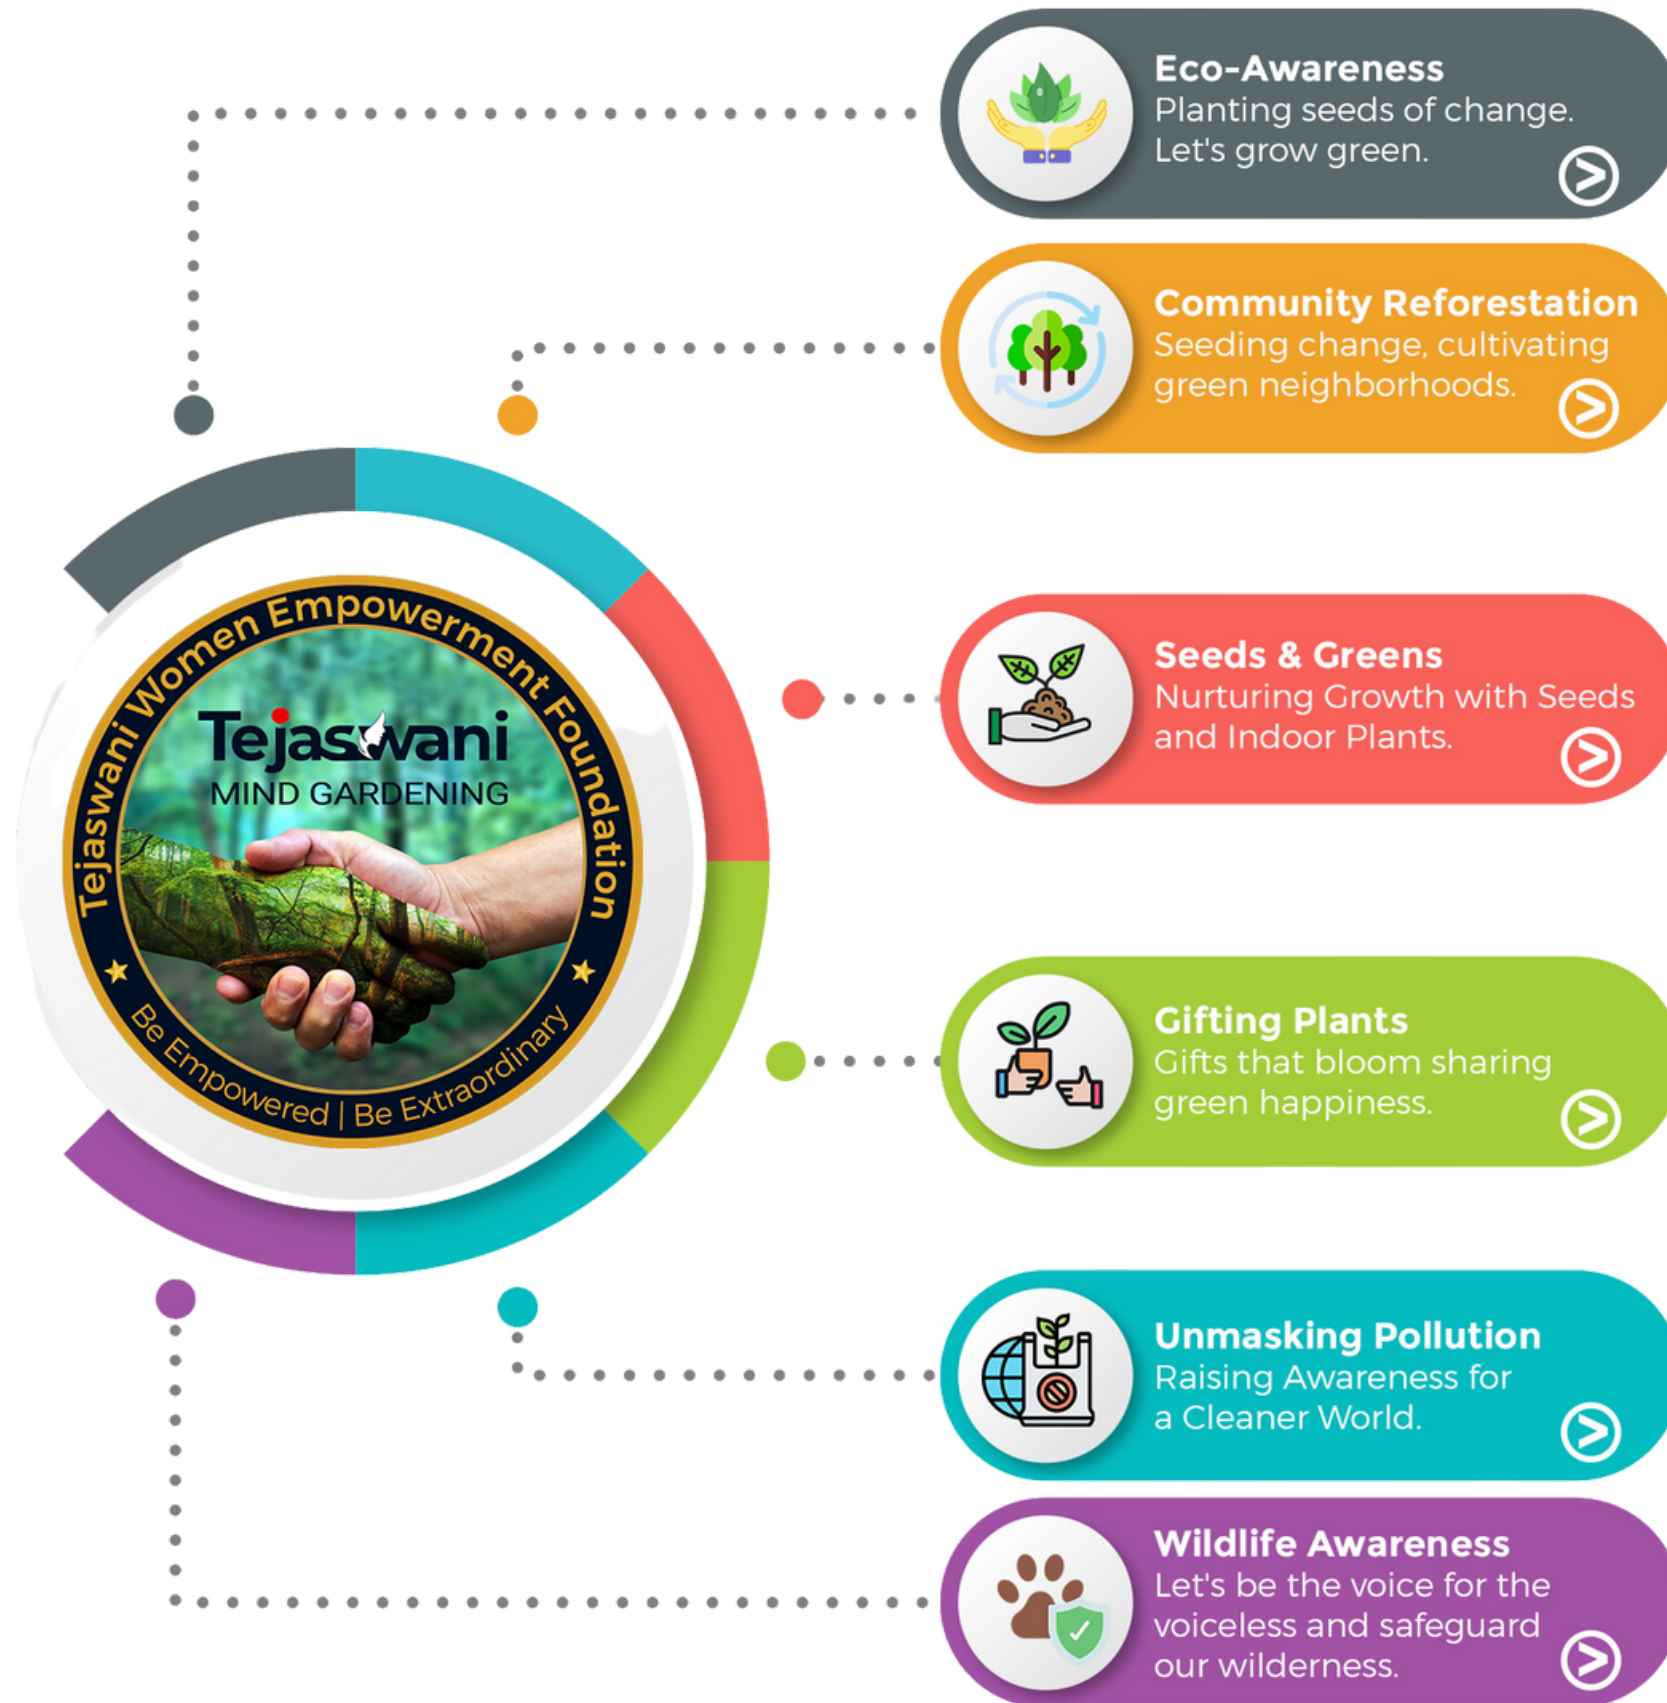 Eco-Awareness
Planting seeds of change.
Let's grow green.
Community Reforestation
Seeding change, cultivating
green neighborhoods.
Tejaswani Women Empowerment Foundation
Tejaswani
MIND GARDENING
Be Empowered | Be Extraordinary
Seeds & Greens
Nurturing Growth with Seeds
and Indoor Plants.
Gifting Plants
Gifts that bloom sharing
green happiness.
Unmasking Pollution
Raising Awareness for
a Cleaner World.
Wildlife Awareness
Let's be the voice for the
voiceless and safeguard
our wilderness.